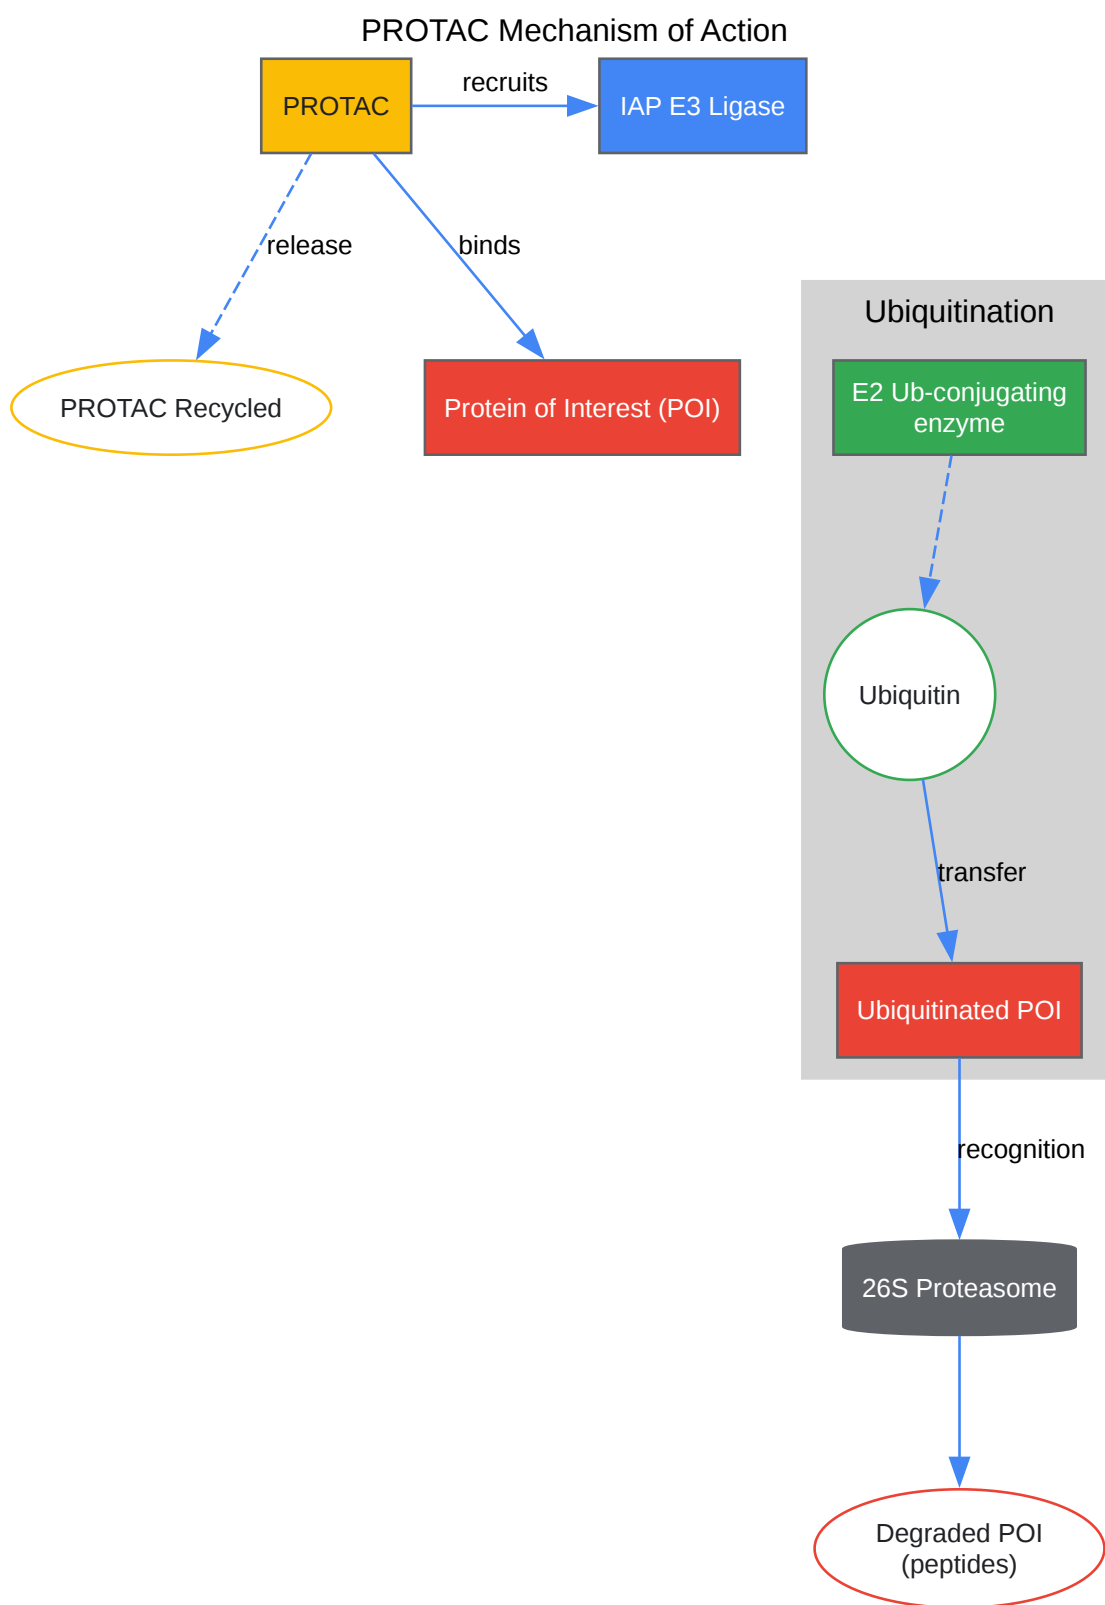 PROTAC Mechanism of Action
PROTAC
recruits
IAP E3 Ligase
release
binds
PROTAC Recycled
Protein of Interest (POI)
Ubiquitination
E2 Ub-conjugating
enzyme
Ubiquitin
transfer
Ubiquitinated POI
recognition
26S Proteasome
Degraded POI
(peptides)